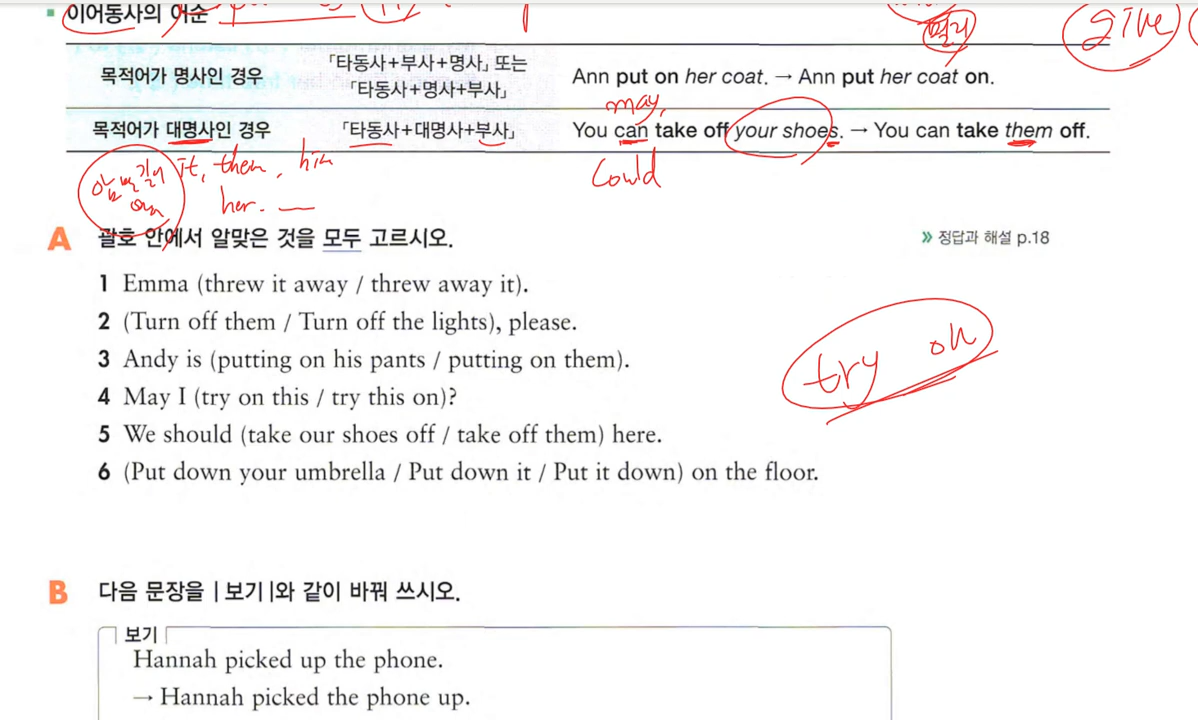 이어동사의 어순
give
목적어가 명사인 경우 「타동사+부사+명사」 또는 「타동사+명사+부사」 Ann put on her coat. → Ann put her coat on.
may,
목적어가 대명사인 경우 「타동사+대명사+부사」 You can take off your shoes. → You can take them off.
it, them, him
could
her.
A 괄호 안에서 알맞은 것을 모두 고르시오. » 정답과 해설 p.18
1 Emma (threw it away / threw away it).
2 (Turn off them / Turn off the lights), please.
try on
3 Andy is (putting on his pants / putting on them).
4 May I (try on this / try this on)?
5 We should (take our shoes off / take off them) here.
6 (Put down your umbrella / Put down it / Put it down) on the floor.
B 다음 문장을 | 보기 |와 같이 바꿔 쓰시오.
보기
Hannah picked up the phone.
→ Hannah picked the phone up.